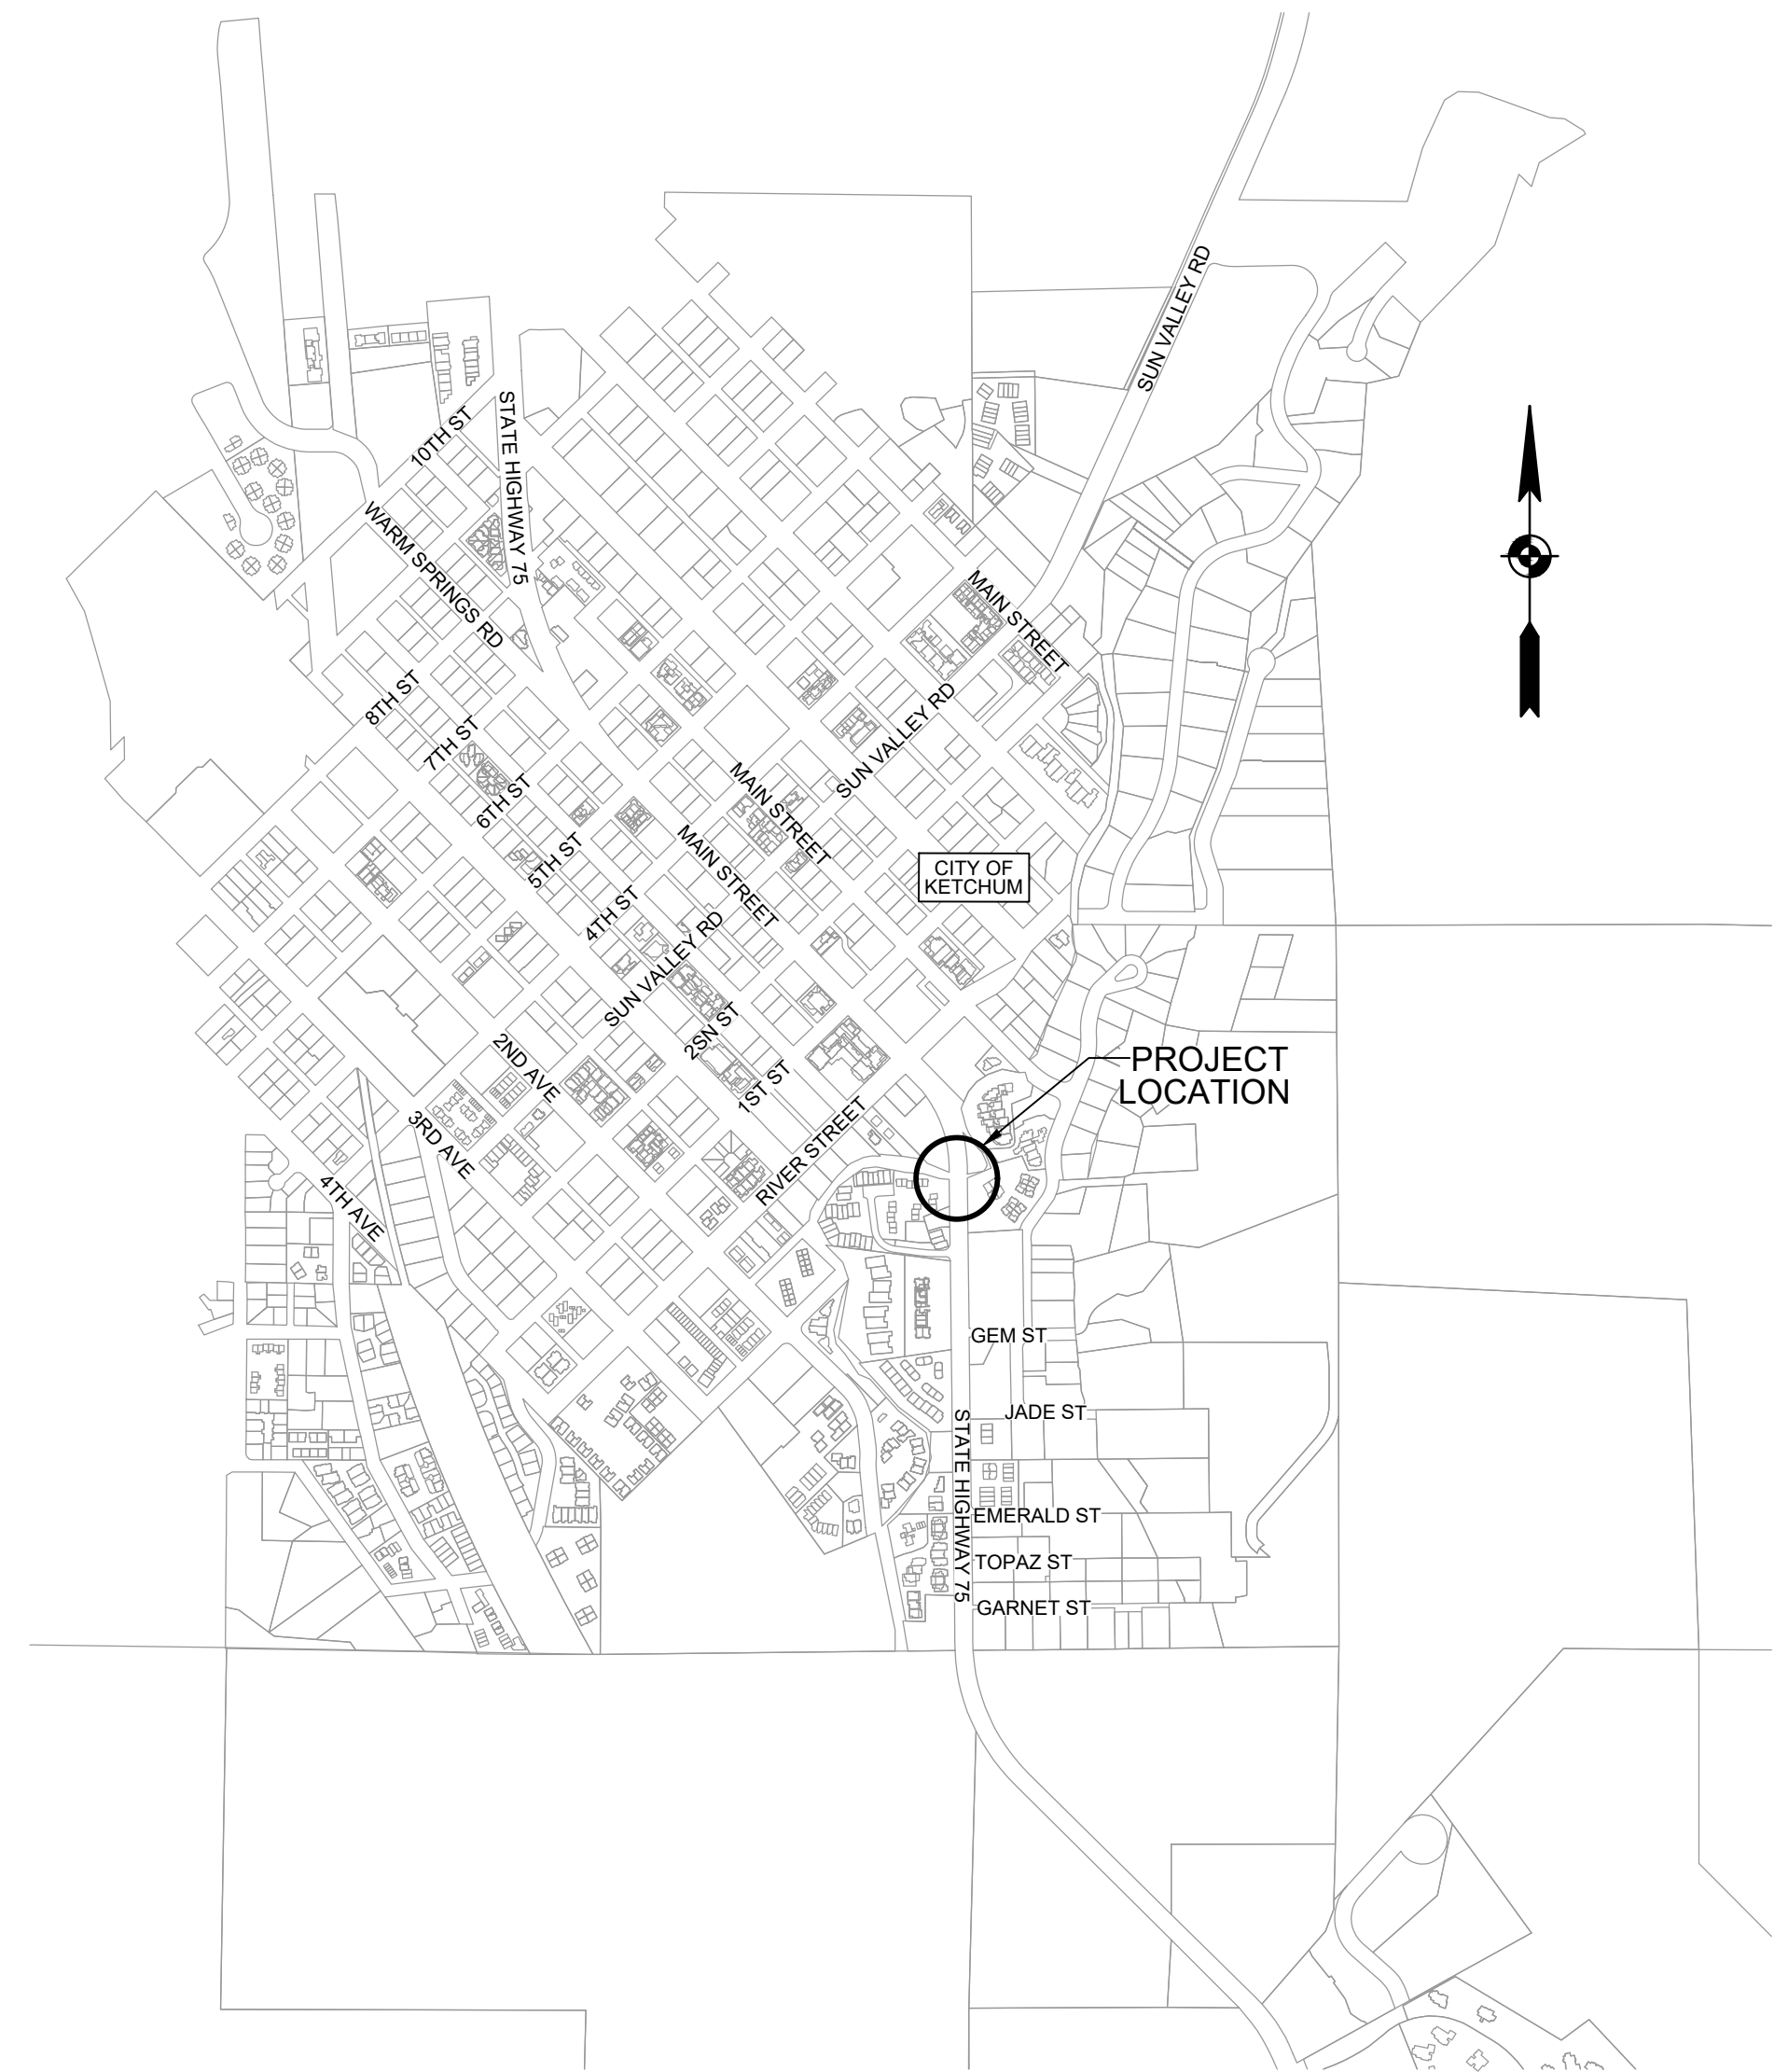 SUN VALLEY RD
10TH ST
STATE HIGHWAY 75
WARM SPRINGS RD
MAIN STREET
8TH ST
7TH ST
6TH ST
5TH ST
4TH ST
SUN VALLEY RD
MAIN STREET
MAIN STREET
CITY OF
KETCHUM
SUN VALLEY RD
2SN ST
1ST ST
2ND AVE
3RD AVE
4TH AVE
RIVER STREET
PROJECT
LOCATION
GEM ST
JADE ST
STATE HIGHWAY 75
EMERALD ST
TOPAZ ST
GARNET ST